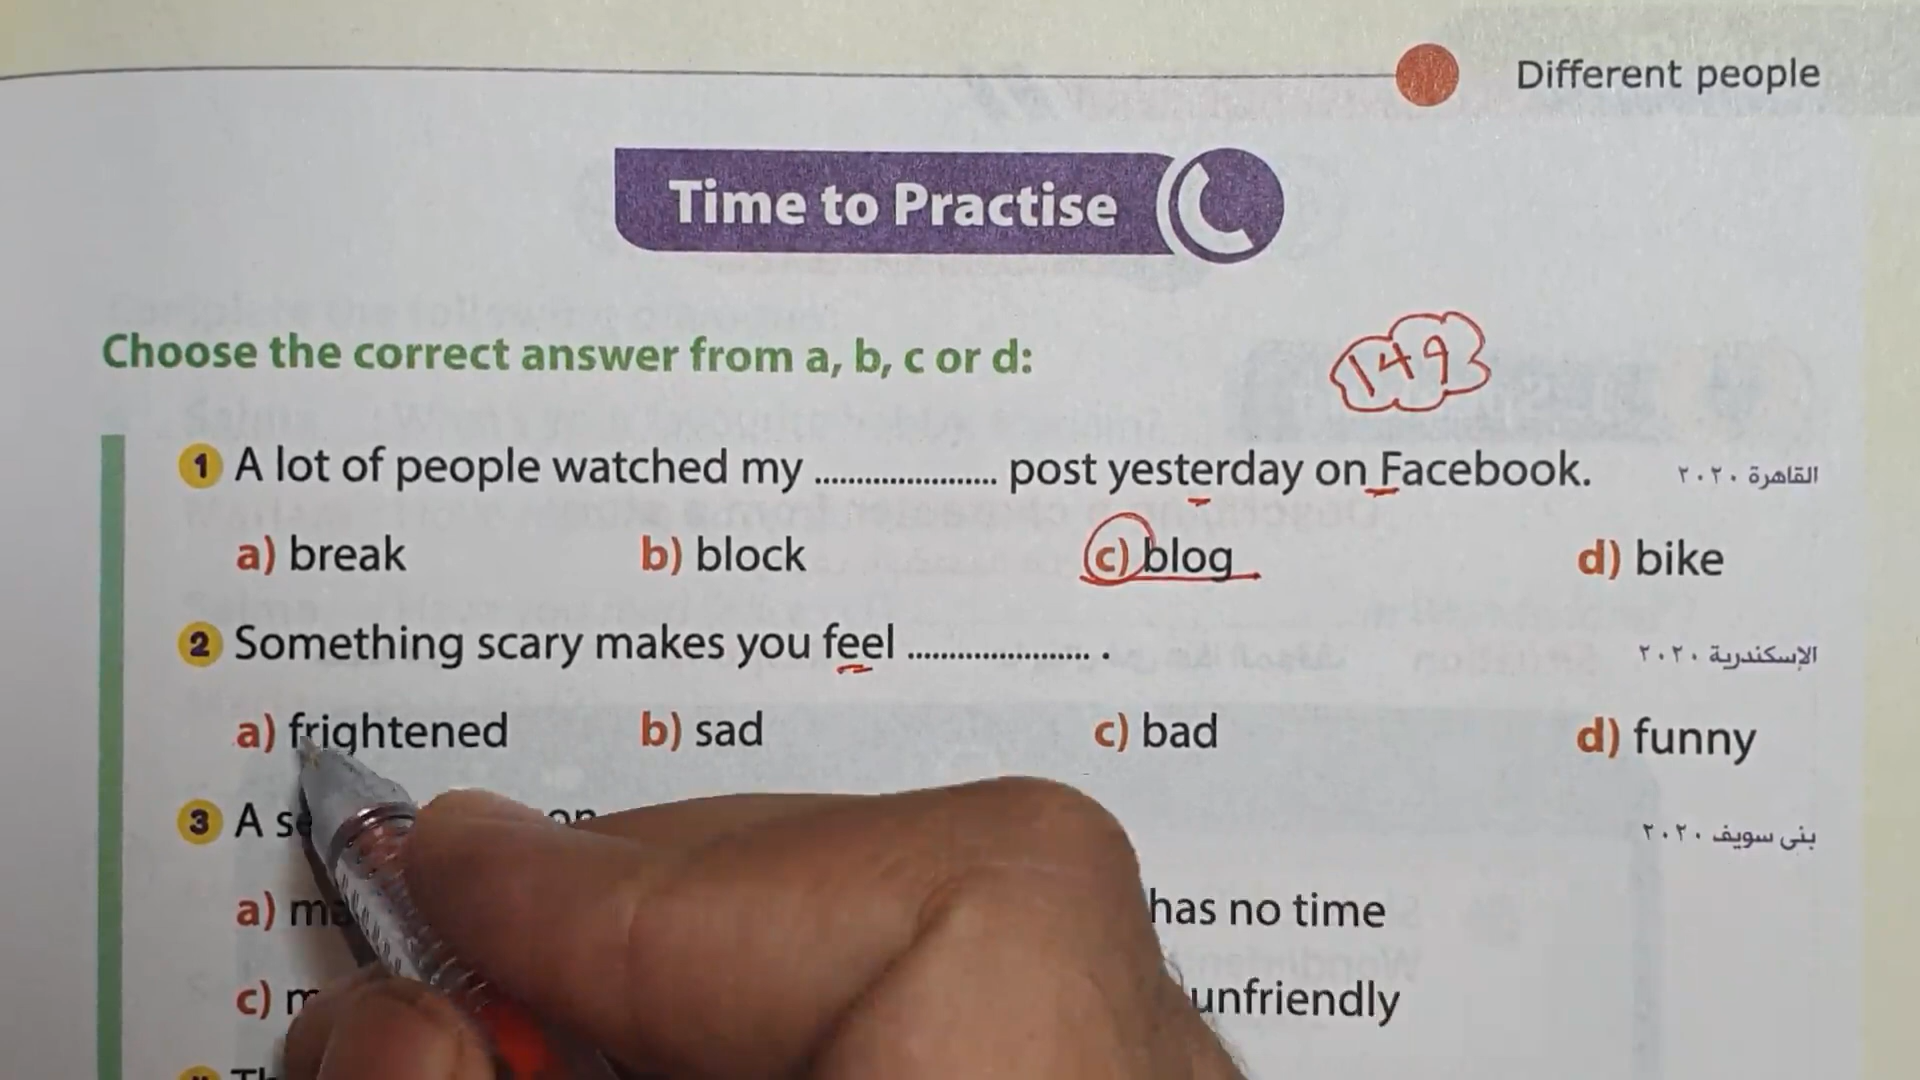 Different people
Time to Practise
Choose the correct answer from a, b, c or d:
1493
1 A lot of people watched my ...................... post yesterday on Facebook. القاهرة ٢٠٢٠
a) break b) block c) blog d) bike
2 Something scary makes you feel ...................... . الإسكندرية ٢٠٢٠
a) frightened b) sad c) bad d) funny
3 A بنى سويف ٢٠٢٠
a) has no time
c) unfriendly